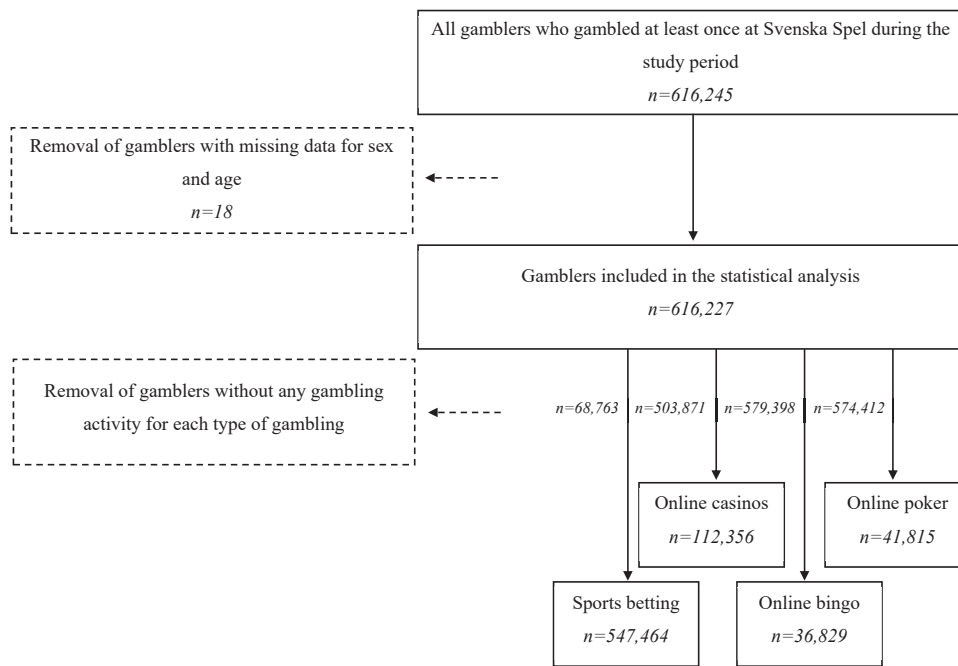 All gamblers who gambled at least once at Svenska Spel during the
study period
n=616,245
Removal of gamblers with missing data for sex
and age
n=18
Gamblers included in the statistical analysis
n=616,227
Removal of gamblers without any gambling
activity for each type of gambling
n=68,763 n=503,871 n=579,398 n=574,412
Online casinos
n=112,356
Online poker
n=41,815
Sports betting
n=547,464
Online bingo
n=36,829